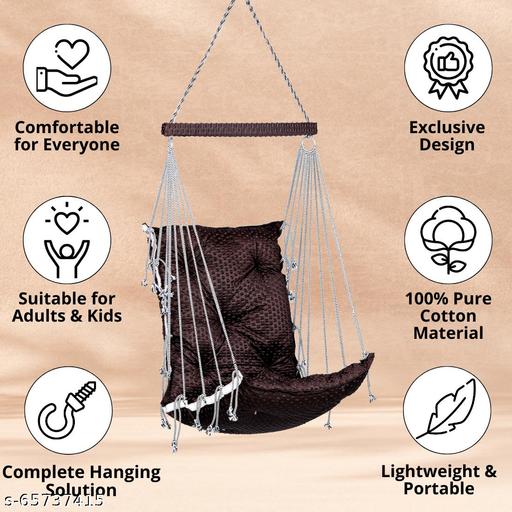 Comfortable
for Everyone
Exclusive
Design
Suitable for
Adults & Kids
100% Pure
Cotton
Material
Complete Hanging
Solution
Lightweight &
Portable
s-65737415